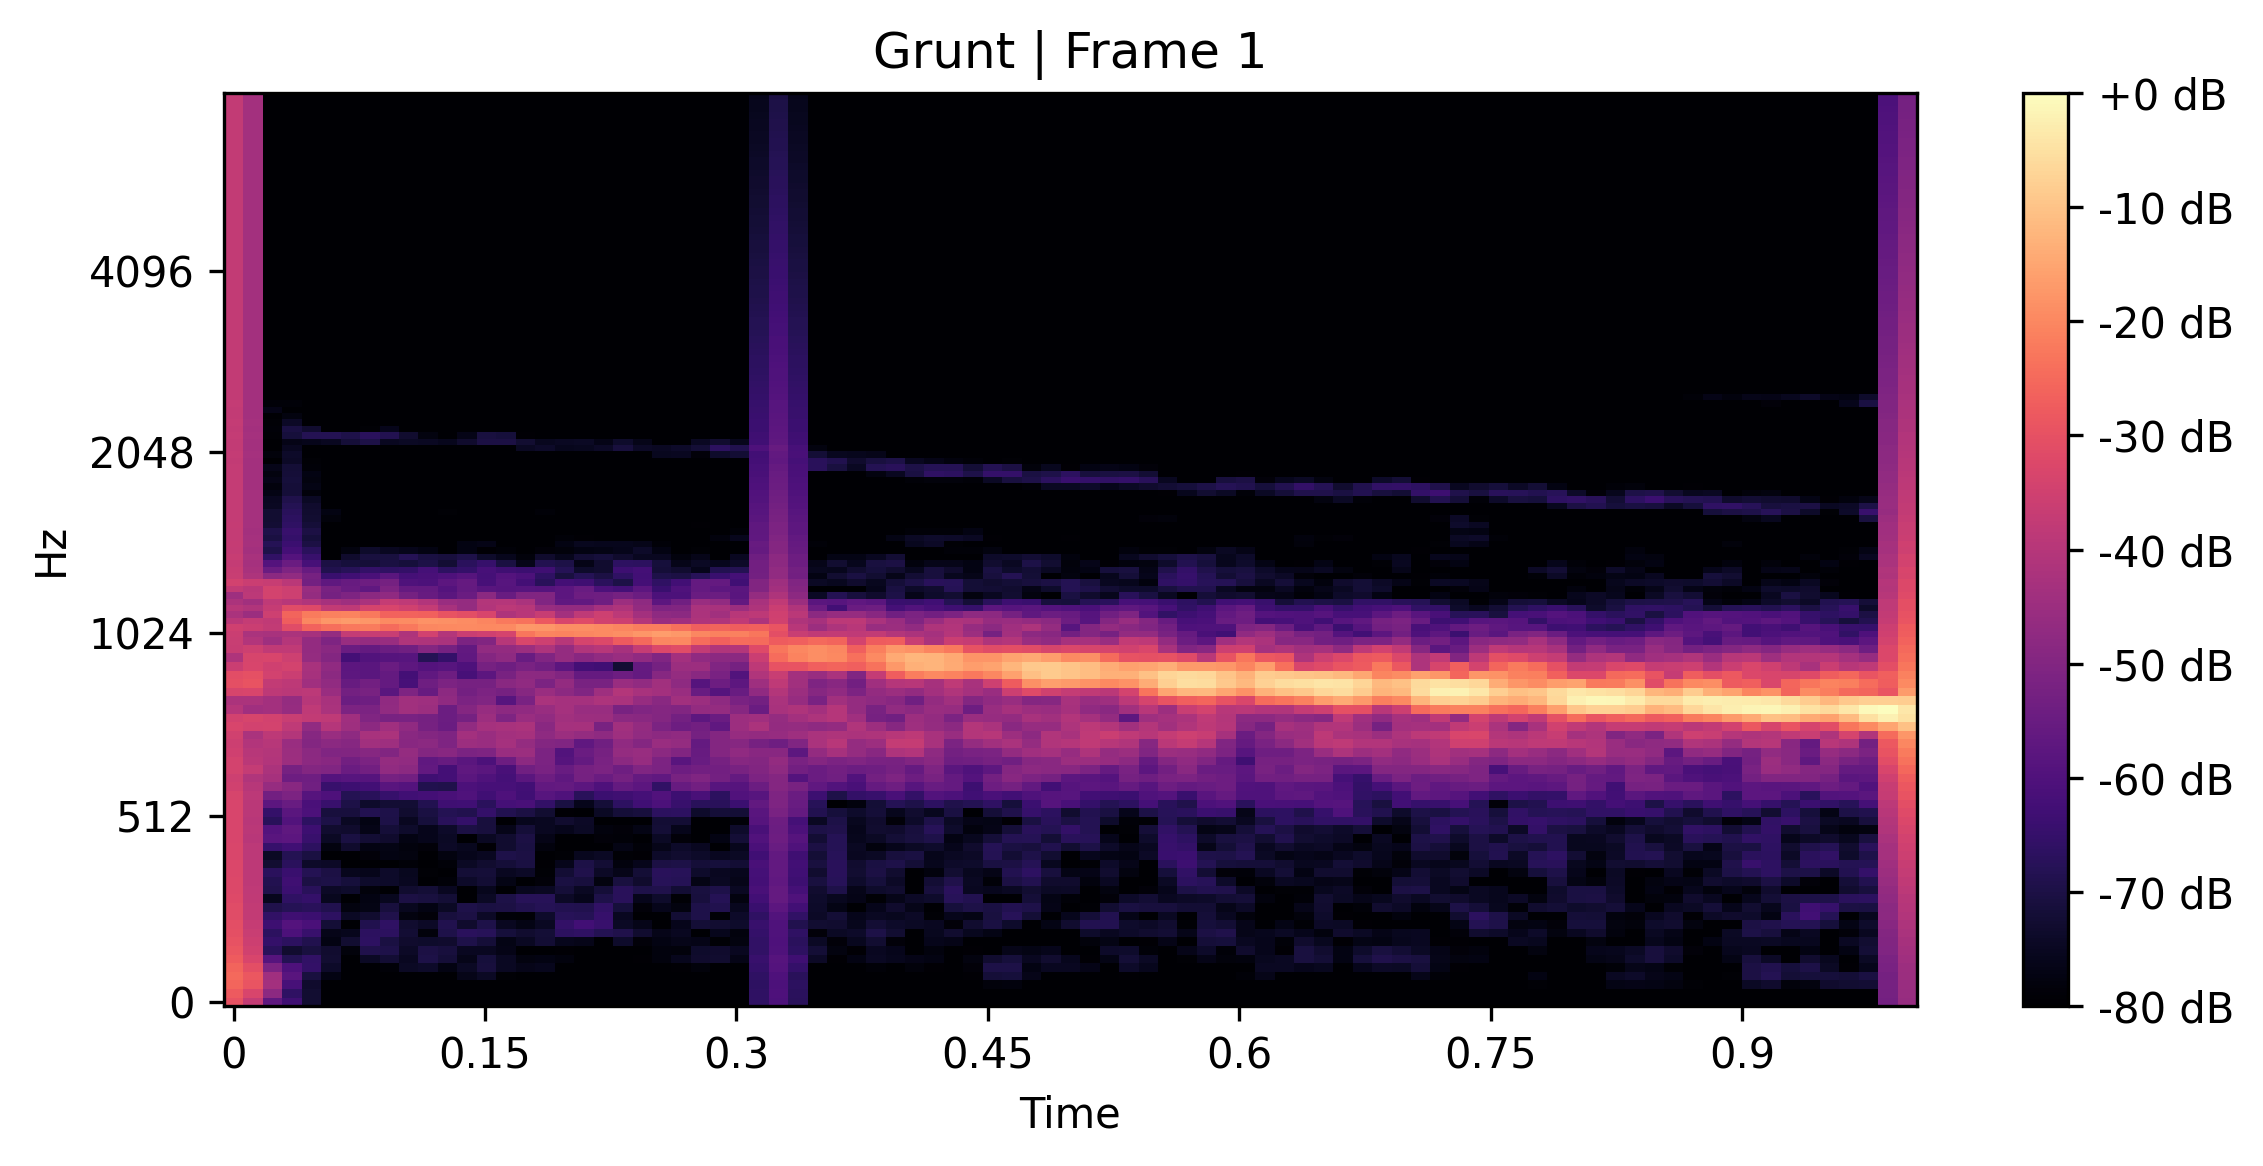 Grunt | Frame 1
+0 dB
-10 dB
-20 dB
-30 dB
-40 dB
-50 dB
-60 dB
-70 dB
-80 dB
Hz
4096
2048
1024
512
0
0 0.15 0.3 0.45 0.6 0.75 0.9
Time